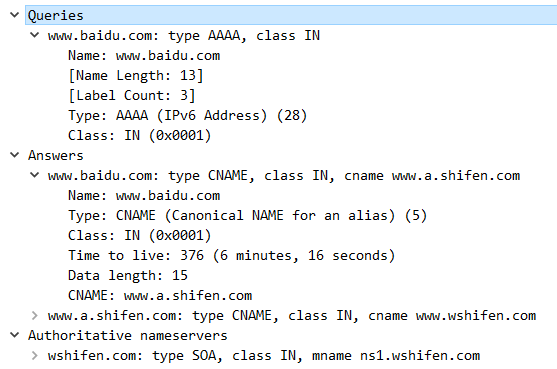 Queries
www.baidu.com: type AAAA, class IN
Name: www.baidu.com
[Name Length: 13]
[Label Count: 3]
Type: AAAA (IPv6 Address) (28)
Class: IN (0x0001)
Answers
www.baidu.com: type CNAME, class IN, cname www.a.shifen.com
Name: www.baidu.com
Type: CNAME (Canonical NAME for an alias) (5)
Class: IN (0x0001)
Time to live: 376 (6 minutes, 16 seconds)
Data length: 15
CNAME: www.a.shifen.com
www.a.shifen.com: type CNAME, class IN, cname www.wshifen.com
Authoritative nameservers
wshifen.com: type SOA, class IN, mname ns1.wshifen.com